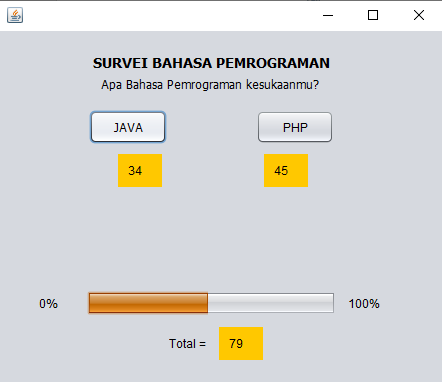 SURVEI BAHASA PEMROGRAMAN
Apa Bahasa Pemrograman kesukaanmu?
JAVA PHP
34 45
0% 100%
Total = 79